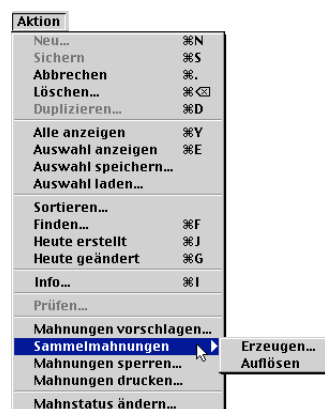 Aktion
Neu... ⌘N
Sichern ⌘S
Abbrechen ⌘.
Löschen... ⌘⌫
Duplizieren... ⌘D
Alle anzeigen ⌘Y
Auswahl anzeigen ⌘E
Auswahl speichern...
Auswahl laden...
Sortieren...
Finden... ⌘F
Heute erstellt ⌘J
Heute geändert ⌘G
Info... ⌘I
Prüfen...
Mahnungen vorschlagen...
Sammelmahnungen
Erzeugen...
Auflösen
Mahnungen sperren...
Mahnungen drucken...
Mahnstatus ändern...